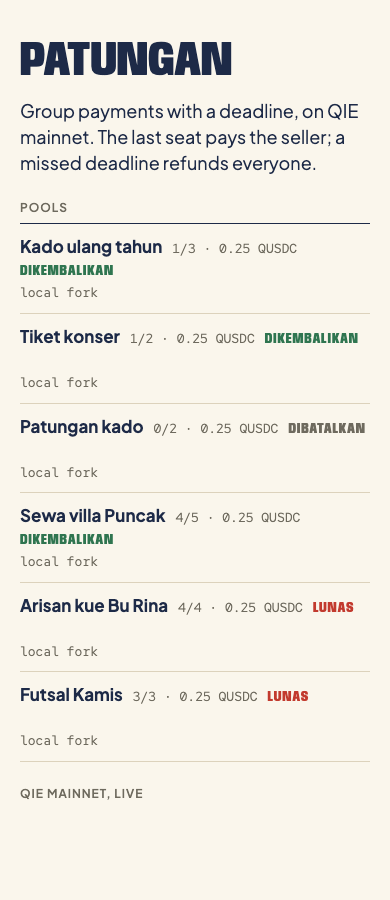 PATUNGAN
Group payments with a deadline, on QIE
mainnet. The last seat pays the seller; a
missed deadline refunds everyone.
POOLS
Kado ulang tahun 1/3 · 0.25 QUSDC
DIKEMBALIKAN
local fork
Tiket konser 1/2 · 0.25 QUSDC DIKEMBALIKAN
local fork
Patungan kado 0/2 · 0.25 QUSDC DIBATALKAN
local fork
Sewa villa Puncak 4/5 · 0.25 QUSDC
DIKEMBALIKAN
local fork
Arisan kue Bu Rina 4/4 · 0.25 QUSDC LUNAS
local fork
Futsal Kamis 3/3 · 0.25 QUSDC LUNAS
local fork
QIE MAINNET, LIVE